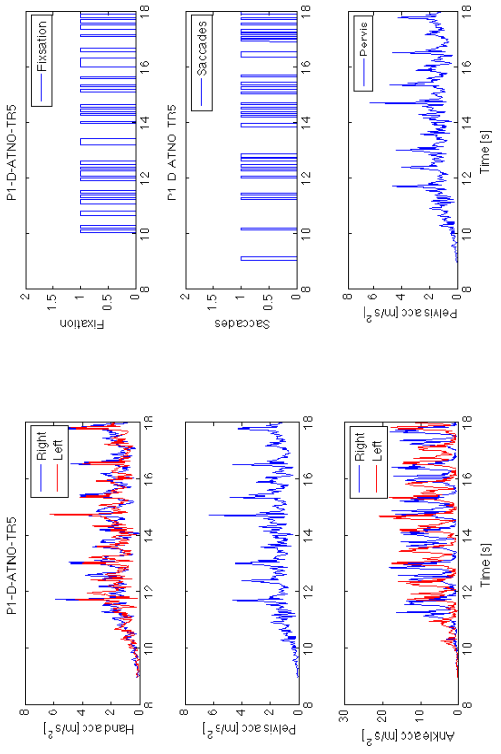 P1-D-ATNO-TR5
Hand acc [m/s²]
8
6
4
2
0
Right
Left
8 10 12 14 16 18
Pelvis acc [m/s²]
8
6
4
2
0
8 10 12 14 16 18
Ankle acc [m/s²]
30
20
10
0
Right
Left
8 10 12 14 16 18
Time [s]
P1-D-ATNO-TR5
Fixation
2
1.5
1
0.5
0
Fixsation
8 10 12 14 16 18
P1 D ATNO TR5
Saccades
2
1.5
1
0.5
0
Saccades
8 10 12 14 16 18
Pelvis acc [m/s²]
8
6
4
2
0
Pervis
8 10 12 14 16 18
Time [s]